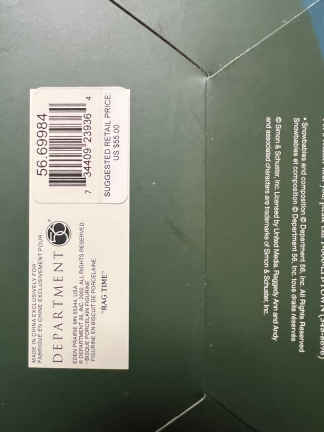 56.69984
7 34409 23936 4
SUGGESTED RETAIL PRICE
US $55.00
MADE IN CHINA EXCLUSIVELY FOR
FABRIQUÉ EN CHINE EXCLUSIVEMENT POUR
DEPARTMENT 56
EDEN PRAIRIE MN 55344, USA
© DEPARTMENT 56, INC. 2002. ALL RIGHTS RESERVED
BISQUE PORCELAIN FIGURINE
FIGURINE EN BISCUIT DE PORCELAINE
"RAG TIME"
• Snowbabies and composition © Department 56, Inc. All Rights Reserved
Snowbabies et composition © Department 56, Inc. tous droits réservés
© Simon & Schuster, Inc. Licensed by United Media. Raggedy Ann and Andy
and associated characters are trademarks of Simon & Schuster, Inc.